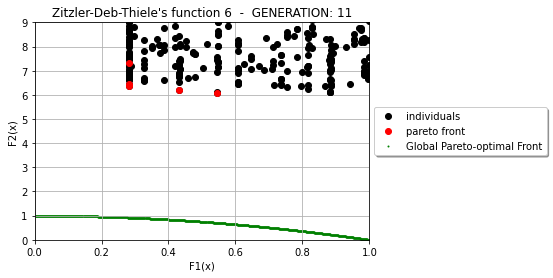 Zitzler-Deb-Thiele's function 6  -  GENERATION: 11
9
8
7
6
5
4
3
2
1
0
F2(x)
0.0 0.2 0.4 0.6 0.8 1.0
F1(x)
individuals
pareto front
Global Pareto-optimal Front